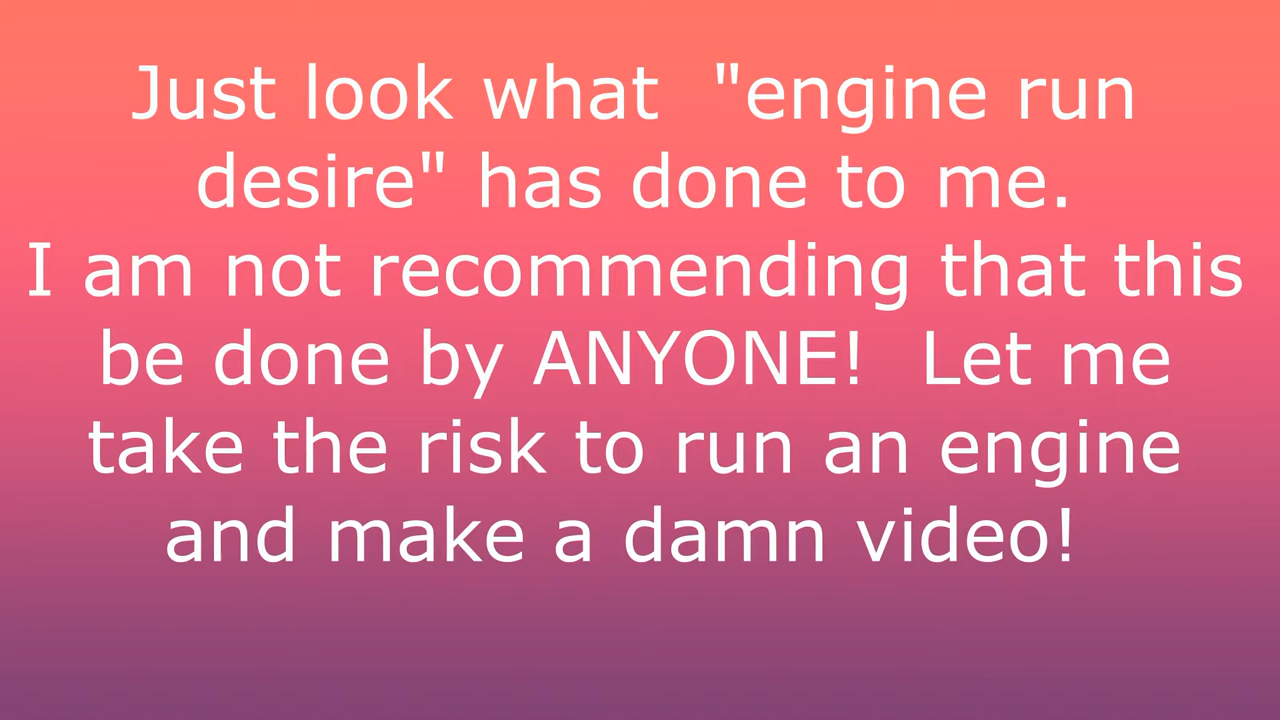 Just look what  "engine run
desire" has done to me.
I am not recommending that this
be done by ANYONE!  Let me
take the risk to run an engine
and make a damn video!